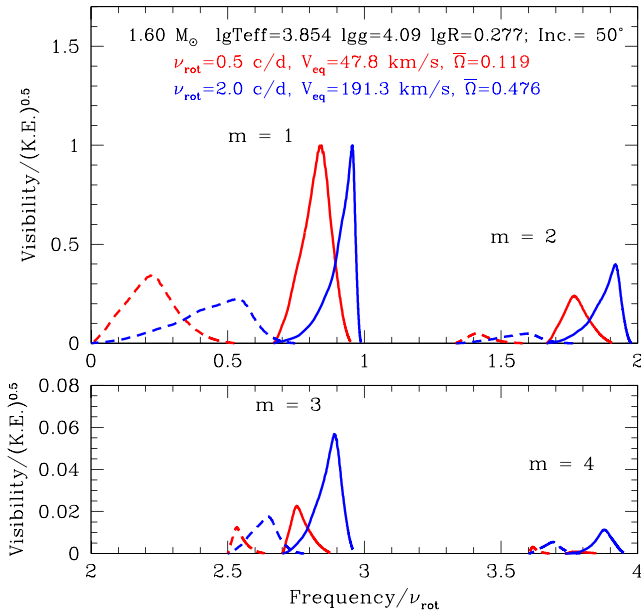 1.60 M☉ lgTeff=3.854 lgg=4.09 lgR=0.277; Inc.= 50°
νrot=0.5 c/d, Veq=47.8 km/s, Ω̅=0.119
νrot=2.0 c/d, Veq=191.3 km/s, Ω̅=0.476
Visibility/(K.E.)^0.5
1.5
1
0.5
0
m = 1
m = 2
0 0.5 1 1.5 2
Visibility/(K.E.)^0.5
0.08
0.06
0.04
0.02
0
m = 3
m = 4
2 2.5 3 3.5 4
Frequency/νrot